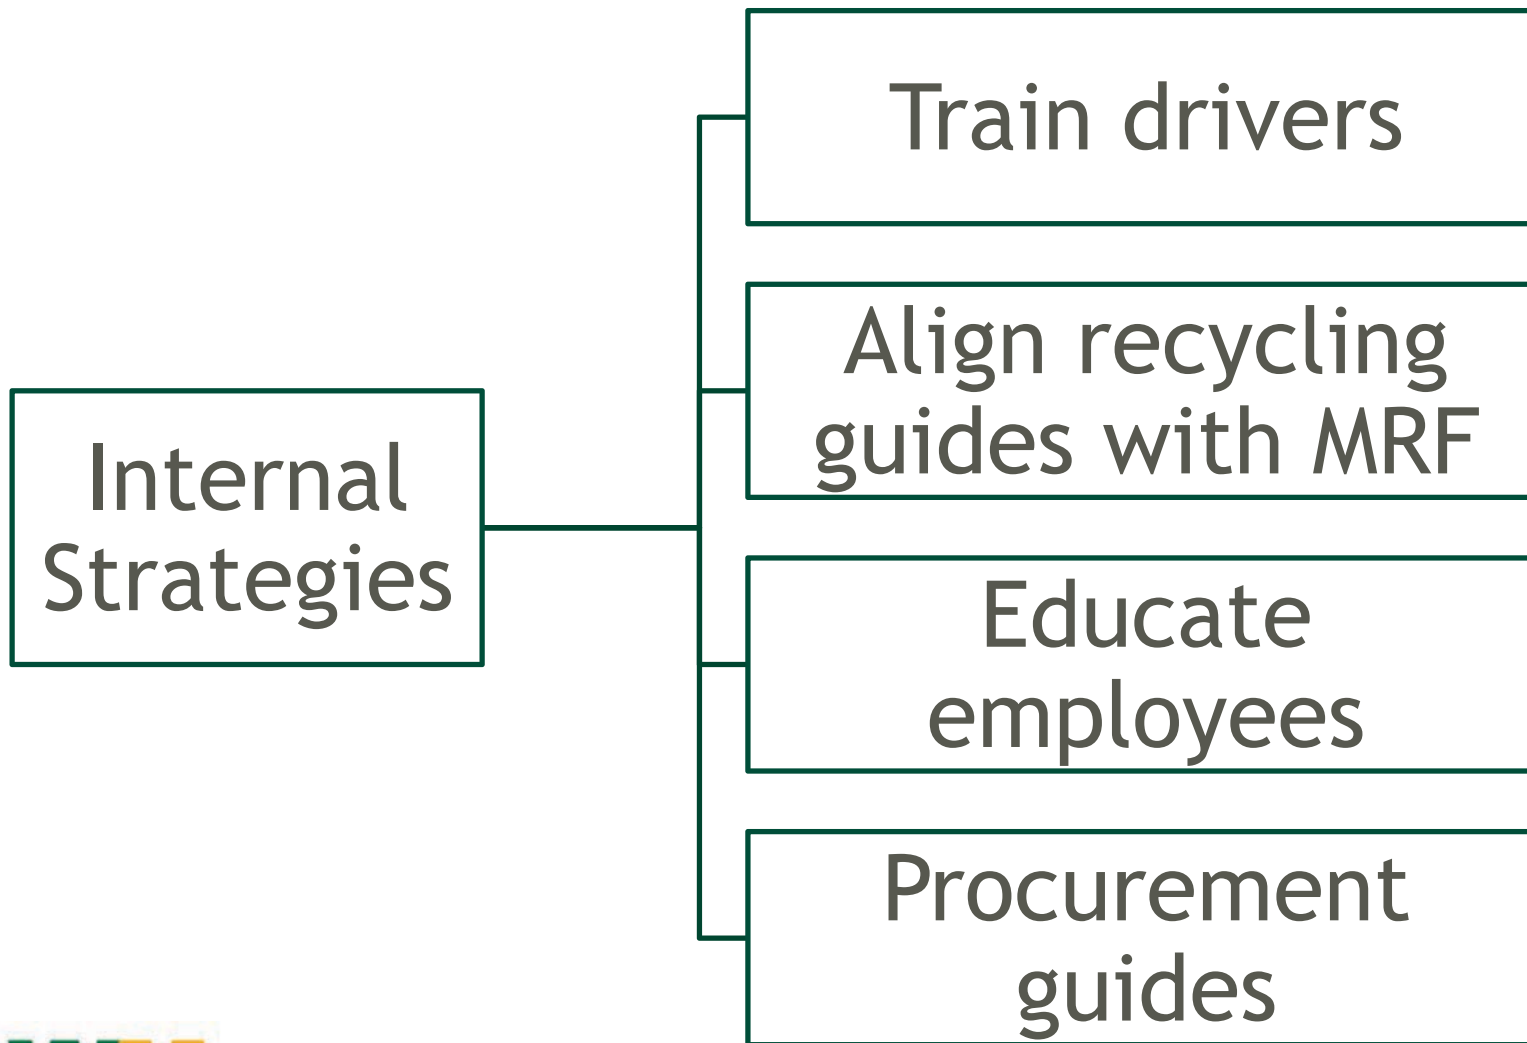 Internal
Strategies
Train drivers
Align recycling
guides with MRF
Educate
employees
Procurement
guides